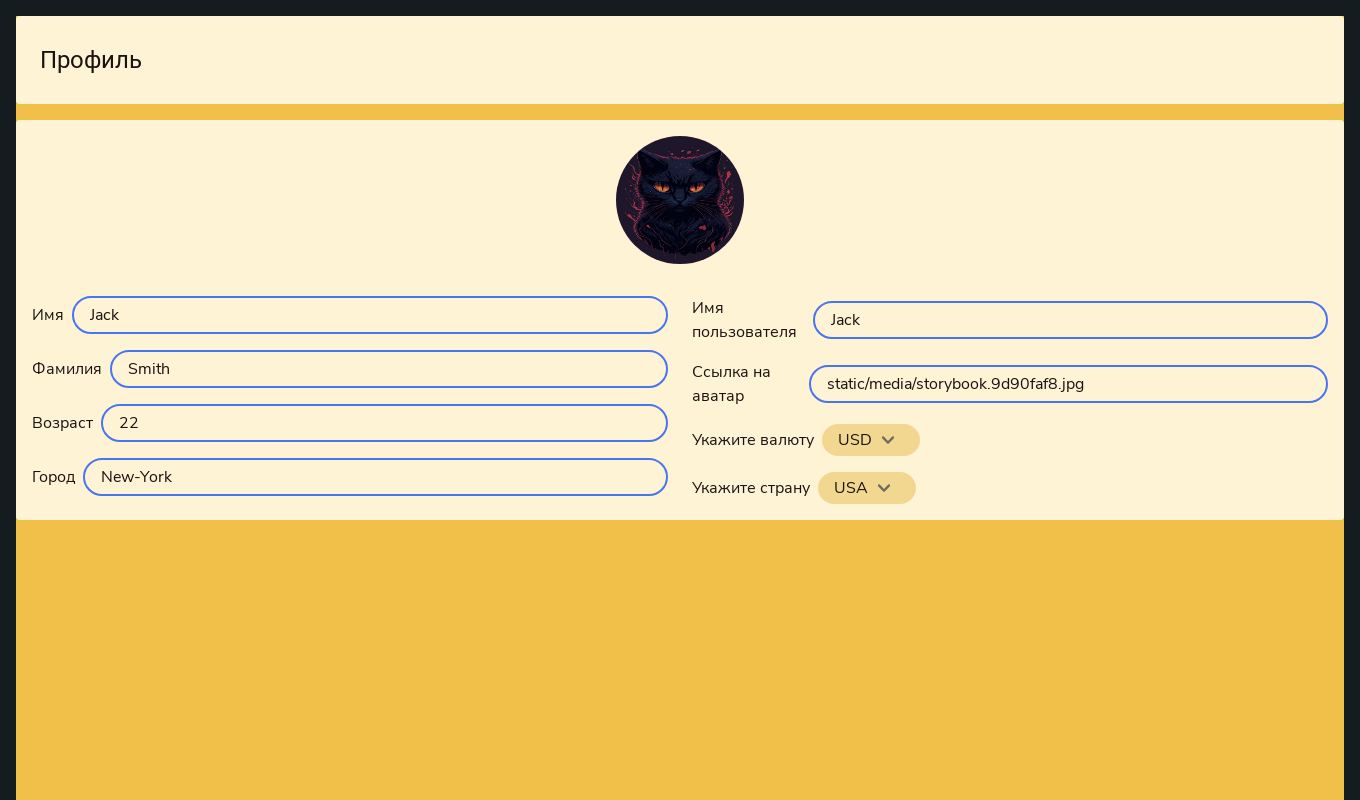 Профиль
Имя
Jack
Фамилия
Smith
Возраст
22
Город
New-York
Имя
пользователя
Jack
Ссылка на
аватар
static/media/storybook.9d90faf8.jpg
Укажите валюту
USD
Укажите страну
USA